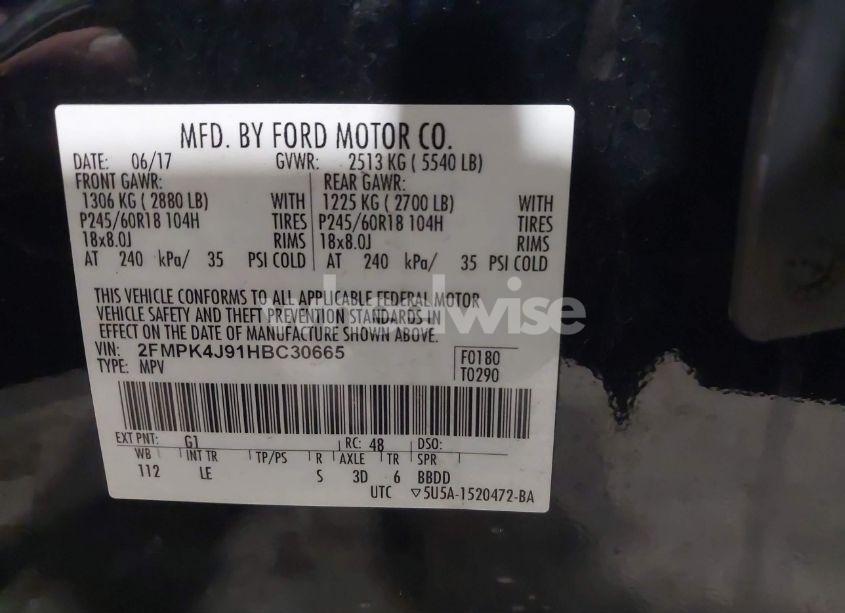 MFD. BY FORD MOTOR CO.
DATE: 06/17 GVWR: 2513 KG ( 5540 LB)
FRONT GAWR: REAR GAWR:
1306 KG ( 2880 LB) WITH 1225 KG ( 2700 LB) WITH
P245/60R18 104H TIRES P245/60R18 104H TIRES
18x8.0J RIMS 18x8.0J RIMS
AT 240 kPa/ 35 PSI COLD AT 240 kPa/ 35 PSI COLD
THIS VEHICLE CONFORMS TO ALL APPLICABLE FEDERAL MOTOR
VEHICLE SAFETY AND THEFT PREVENTION STANDARDS IN
EFFECT ON THE DATE OF MANUFACTURE SHOWN ABOVE.
VIN: 2FMPK4J91HBC30665 F0180
TYPE: MPV T0290
EXT PNT: G1 RC: 48 DSO:
WB INT TR TP/PS R AXLE TR SPR
112 LE S 3D 6 BBDD
UTC ▽5U5A-1520472-BA